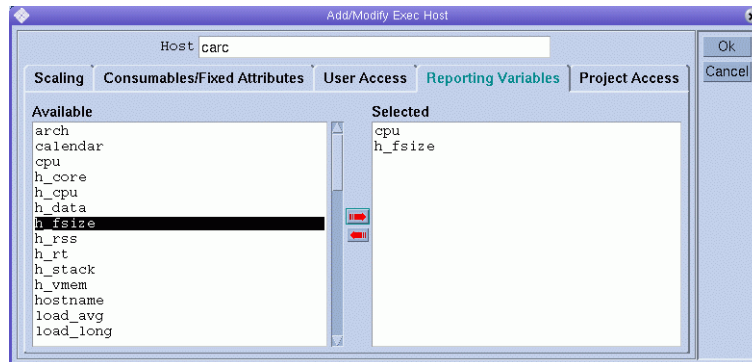 Add/Modify Exec Host
Host carc
Ok
Cancel
Scaling Consumables/Fixed Attributes User Access Reporting Variables Project Access
Available
arch
calendar
cpu
h_core
h_cpu
h_data
h_fsize
h_rss
h_rt
h_stack
h_vmem
hostname
load_avg
load_long
Selected
cpu
h_fsize